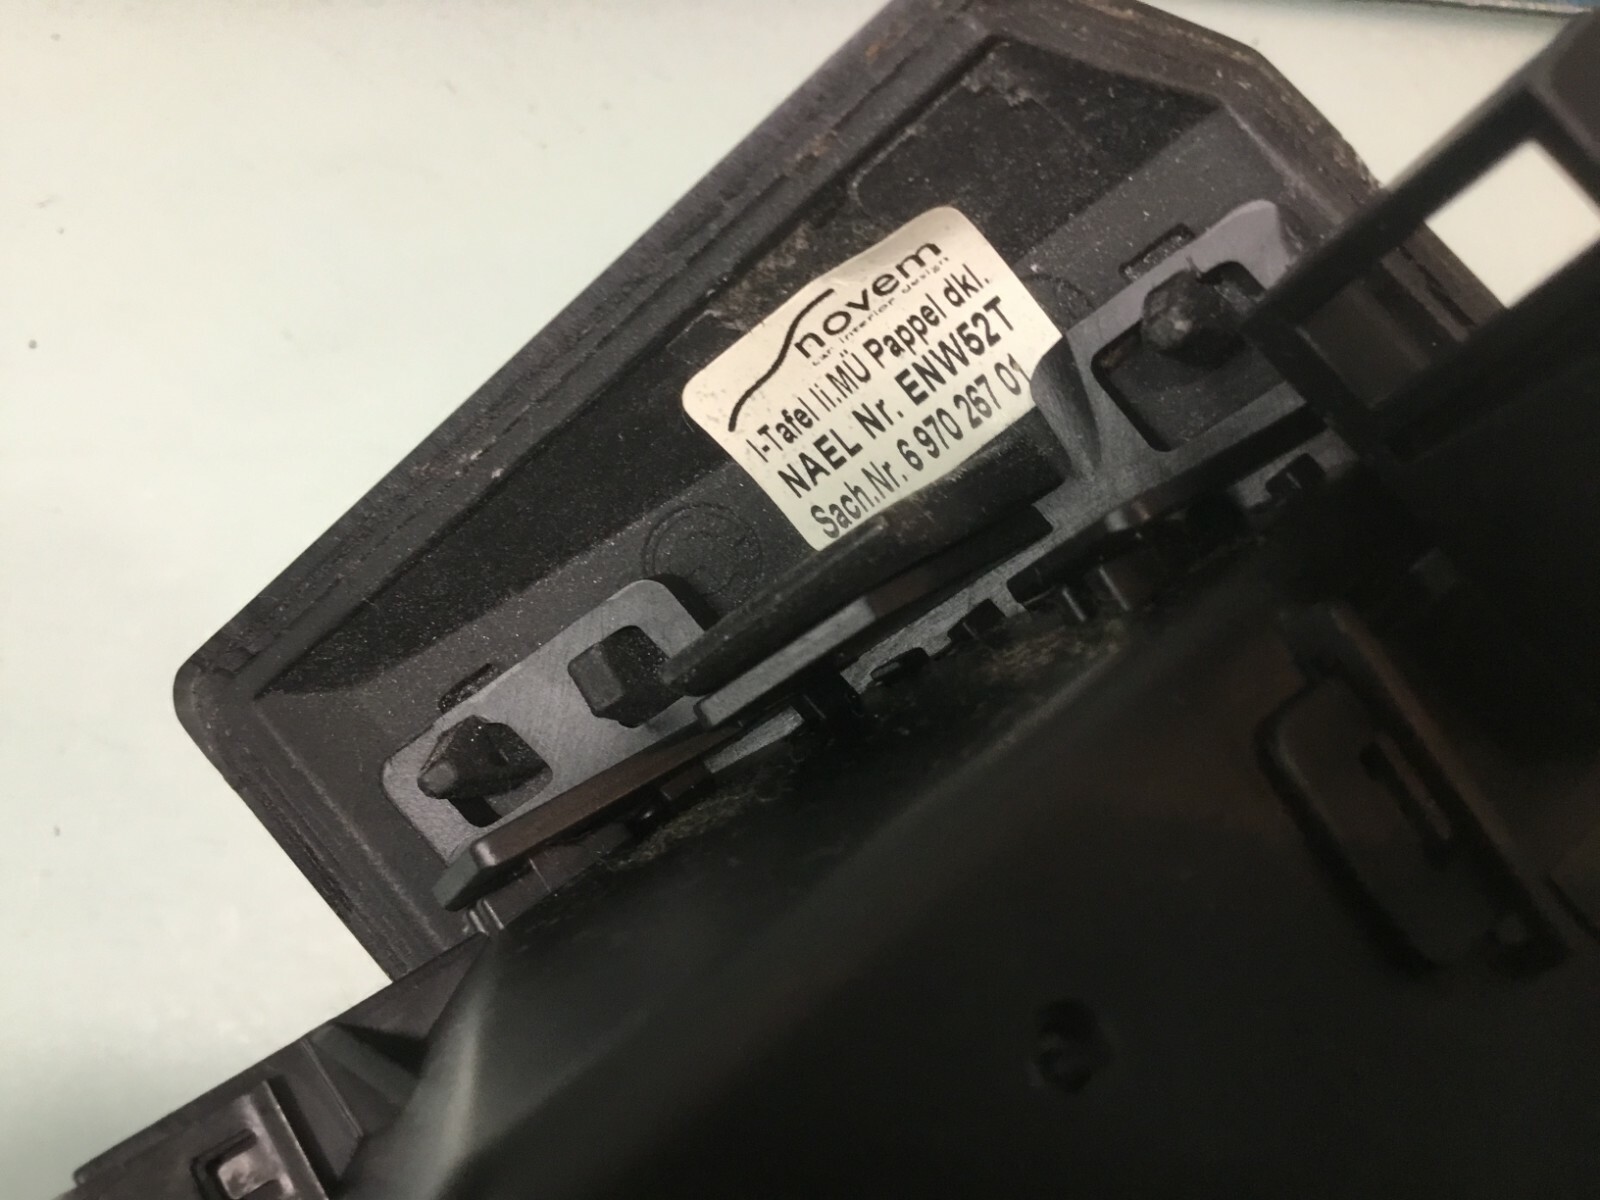 novem
car interior design
I-Tafel li.MÜ Pappel dkl.
NAEL Nr. ENW52T
Sach.Nr. 6 970 267 01